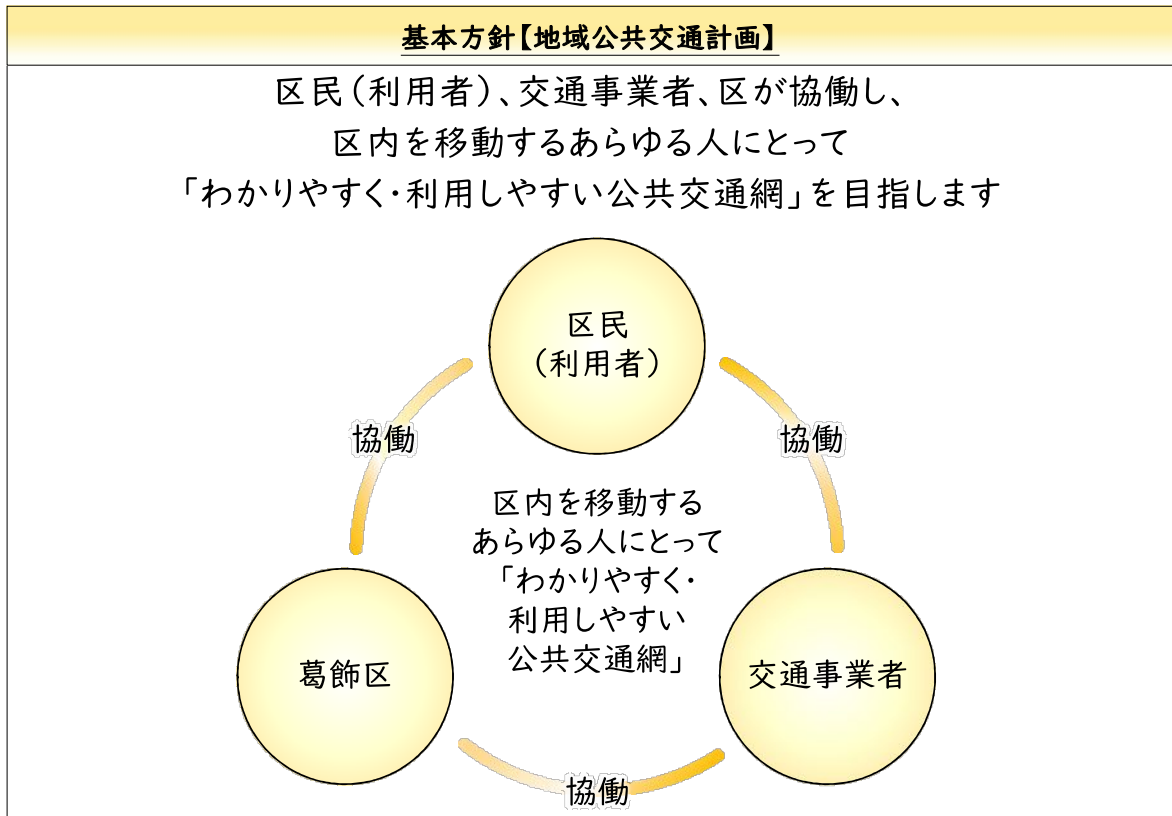 基本方針【地域公共交通計画】
区民（利用者）、交通事業者、区が協働し、
区内を移動するあらゆる人にとって
「わかりやすく・利用しやすい公共交通網」を目指します
区民
（利用者）
協働
協働
区内を移動する
あらゆる人にとって
「わかりやすく・
利用しやすい
公共交通網」
葛飾区
交通事業者
協働